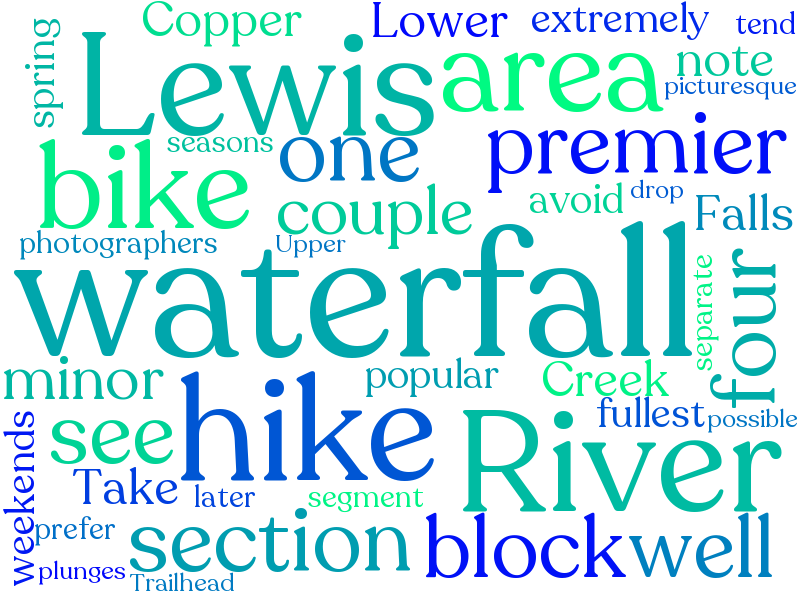 spring
Copper
Lower
extremely
tend
Lewis
area
note
picturesque
seasons
one
premier
bike
couple
avoid
drop
Falls
photographers
Upper
waterfall
separate
four
minor
popular
Creek
hike
fullest
possible
see
River
weekends
Take
later
segment
prefer
section
block
well
plunges
Trailhead